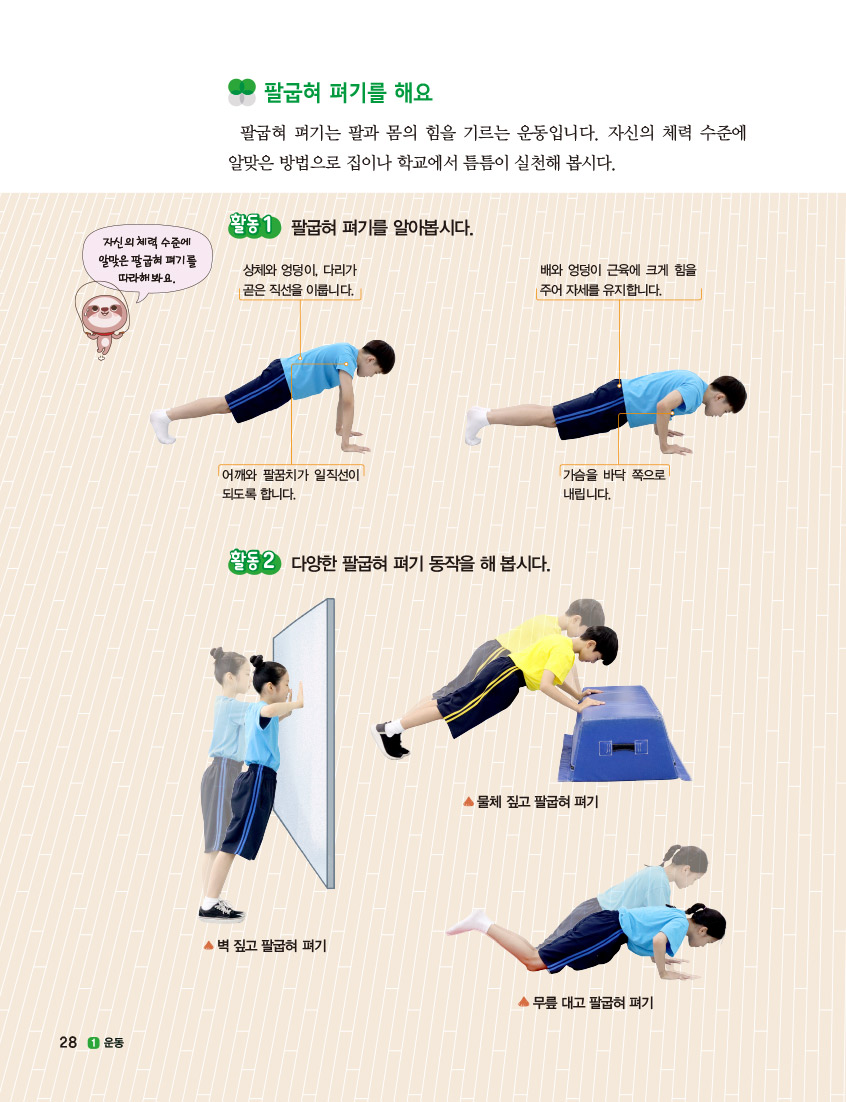 팔굽혀 펴기를 해요
팔굽혀 펴기는 팔과 몸의 힘을 기르는 운동입니다. 자신의 체력 수준에
알맞은 방법으로 집이나 학교에서 틈틈이 실천해 봅시다.
활동1 팔굽혀 펴기를 알아봅시다.
자신의 체력 수준에
알맞은 팔굽혀 펴기를
따라해 봐요.
상체와 엉덩이, 다리가
곧은 직선을 이룹니다.
배와 엉덩이 근육에 크게 힘을
주어 자세를 유지합니다.
어깨와 팔꿈치가 일직선이
되도록 합니다.
가슴을 바닥 쪽으로
내립니다.
활동2 다양한 팔굽혀 펴기 동작을 해 봅시다.
물체 짚고 팔굽혀 펴기
벽 짚고 팔굽혀 펴기
무릎 대고 팔굽혀 펴기
28 1 운동